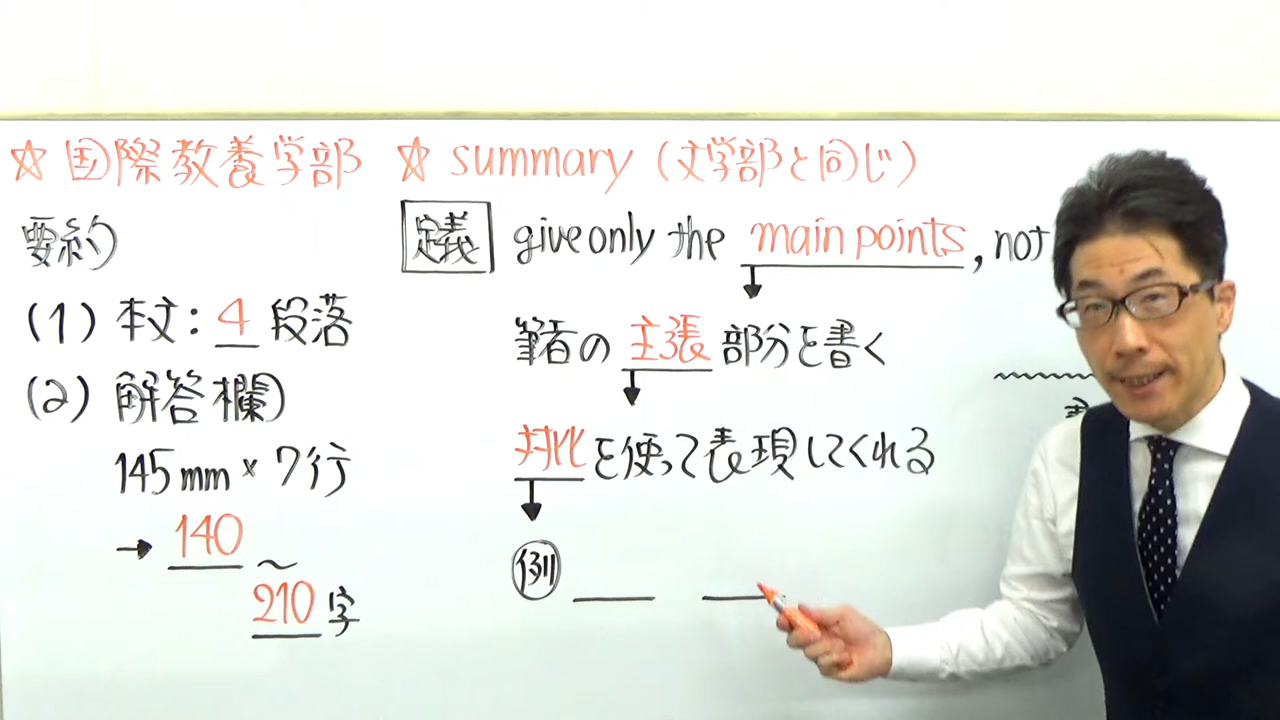 ☆国際教養学部
要約
(1) 本文:4段落
(2) 解答欄
145mm×7行
→140～
210字
☆summary (文学部と同じ)
定義 give only the main points, not
筆者の主張部分を書く
対比を使って表現してくれる
例